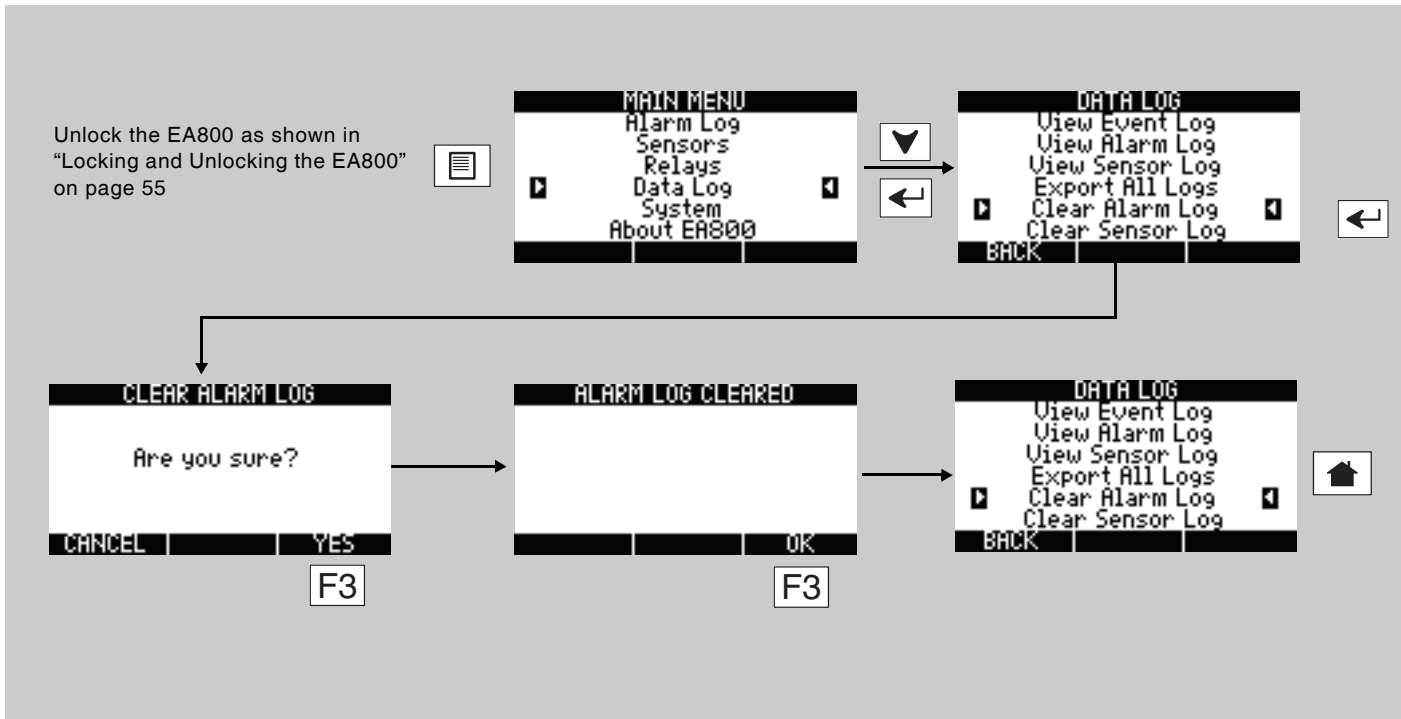 Unlock the EA800 as shown in
“Locking and Unlocking the EA800”
on page 55
MAIN MENU
Alarm Log
Sensors
Relays
Data Log
System
About EA800
DATA LOG
View Event Log
View Alarm Log
View Sensor Log
Export All Logs
Clear Alarm Log
Clear Sensor Log
BACK
CLEAR ALARM LOG
Are you sure?
CANCEL YES
F3
ALARM LOG CLEARED
OK
F3
DATA LOG
View Event Log
View Alarm Log
View Sensor Log
Export All Logs
Clear Alarm Log
Clear Sensor Log
BACK